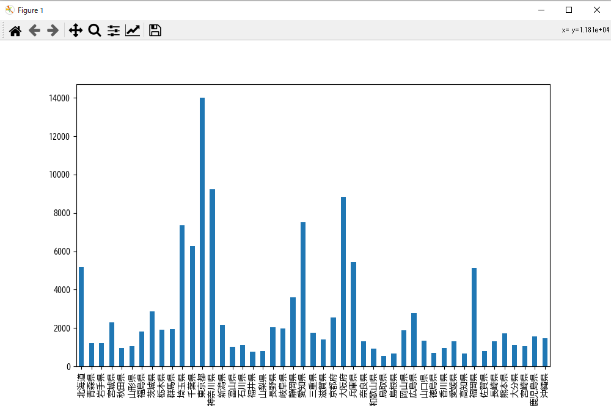 Figure 1
x= y=1.181e+04
14000
12000
10000
8000
6000
4000
2000
0
北海道
青森県
岩手県
宮城県
秋田県
山形県
福島県
茨城県
栃木県
群馬県
埼玉県
千葉県
東京都
神奈川県
新潟県
富山県
石川県
福井県
山梨県
長野県
岐阜県
静岡県
愛知県
三重県
滋賀県
京都府
大阪府
兵庫県
奈良県
和歌山県
鳥取県
島根県
岡山県
広島県
山口県
徳島県
香川県
愛媛県
高知県
福岡県
佐賀県
長崎県
熊本県
大分県
宮崎県
鹿児島県
沖縄県